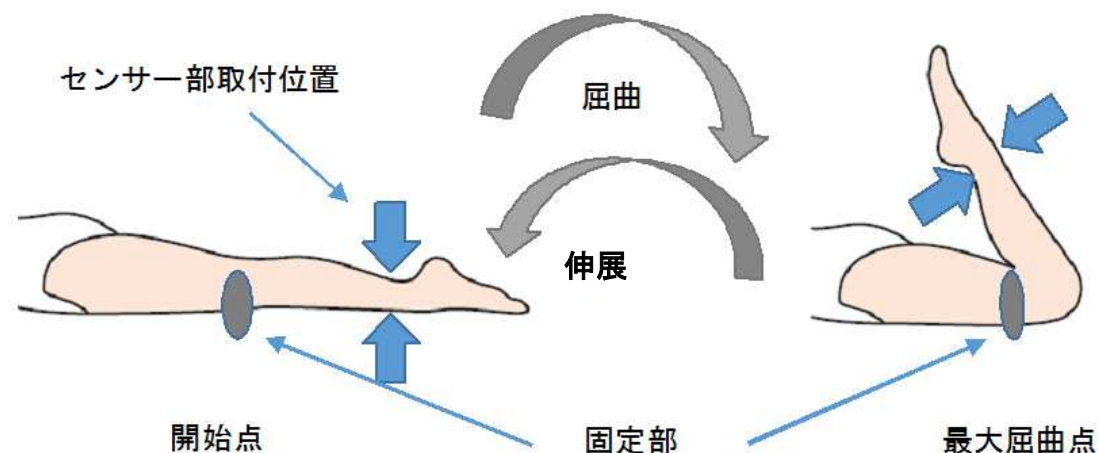 センサー部取付位置
屈曲
伸展
開始点
固定部
最大屈曲点